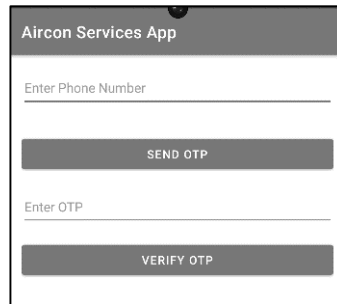 Aircon Services App
Enter Phone Number
SEND OTP
Enter OTP
VERIFY OTP